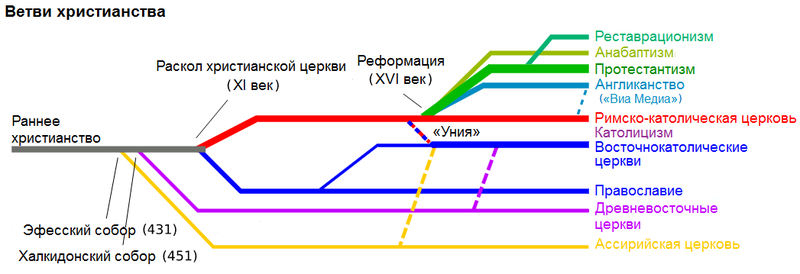 Ветви христианства
Раскол христианской церкви
(XI век)
Реформация
(XVI век)
Раннее
христианство
«Уния»
Эфесский собор (431)
Халкидонский собор (451)
Реставрационизм
Анабаптизм
Протестантизм
Англиканство
(«Виа Медиа»)
Римско-католическая церковь
Католицизм
Восточнокатолические
церкви
Православие
Древневосточные
церкви
Ассирийская церковь